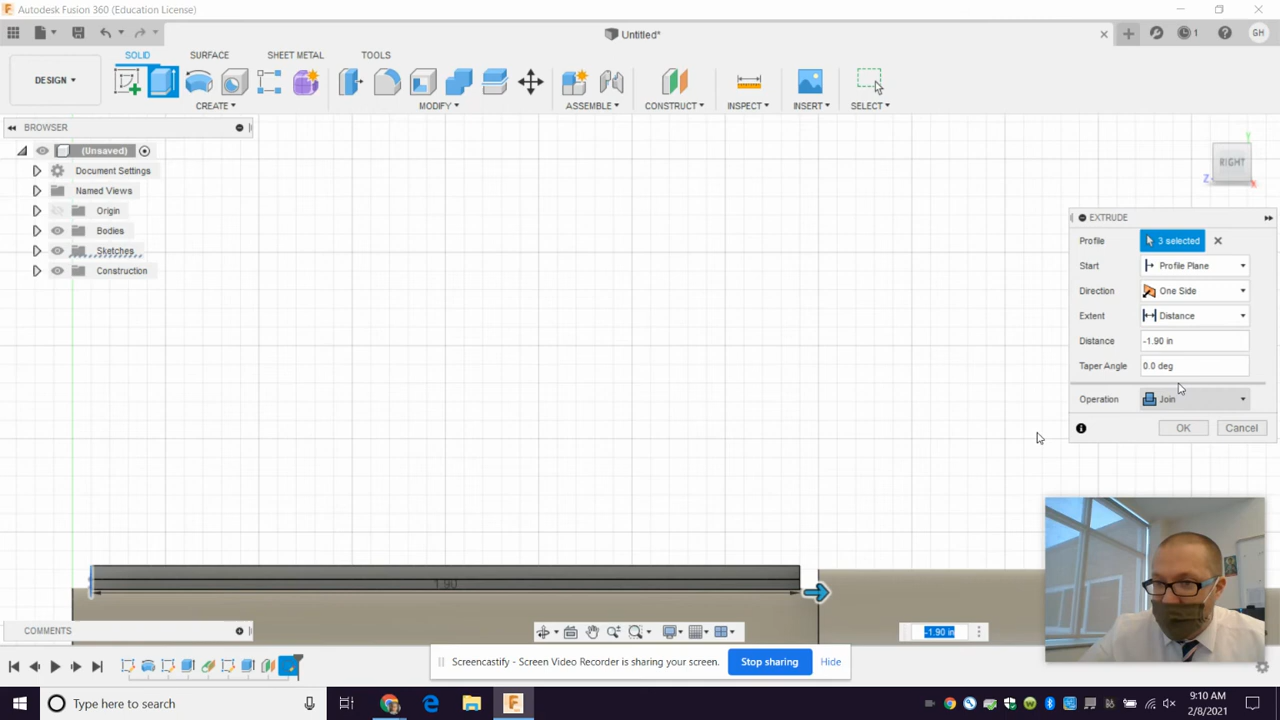 Autodesk Fusion 360 (Education License)
Untitled*
1
GH
DESIGN
SOLID
SURFACE
SHEET METAL
TOOLS
CREATE
MODIFY
ASSEMBLE
CONSTRUCT
INSPECT
INSERT
SELECT
BROWSER
(Unsaved)
Document Settings
Named Views
Origin
Bodies
Sketches
Construction
Y
RIGHT
Z
X
EXTRUDE
Profile
3 selected
Start
Profile Plane
Direction
One Side
Extent
Distance
Distance
-1.90 in
Taper Angle
0.0 deg
Operation
Join
OK
Cancel
1.90
-1.90 in
COMMENTS
Screencastify - Screen Video Recorder is sharing your screen.
Stop sharing
Hide
Type here to search
9:10 AM
2/8/2021